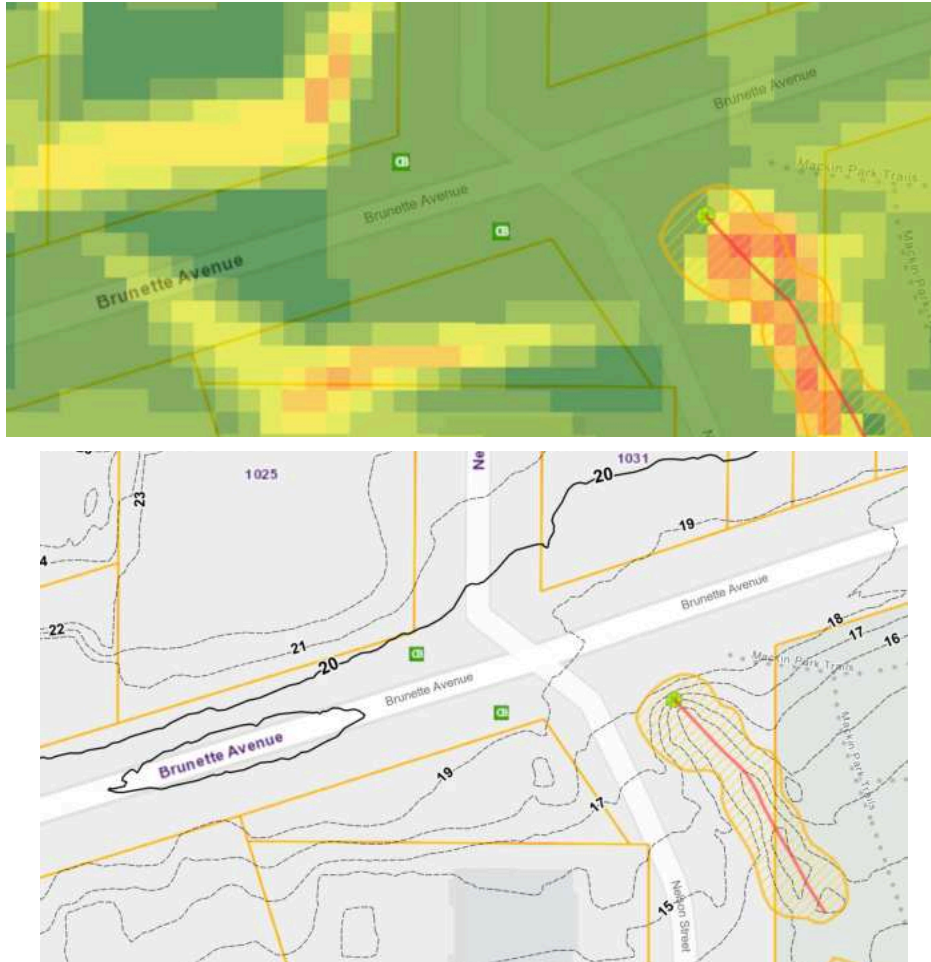 Brunette Avenue
Mackin Park Trails
CB
Brunette Avenue
Mackin Park
CB
Brunette Avenue
1025
Ne
1031
20
23
19
Brunette Avenue
4
18
17
16
22
21
20
CB
Mackin Park Trails
Brunette Avenue
CB
Mackin Park Trails
Brunette Avenue
19
17
15
Nelson Street